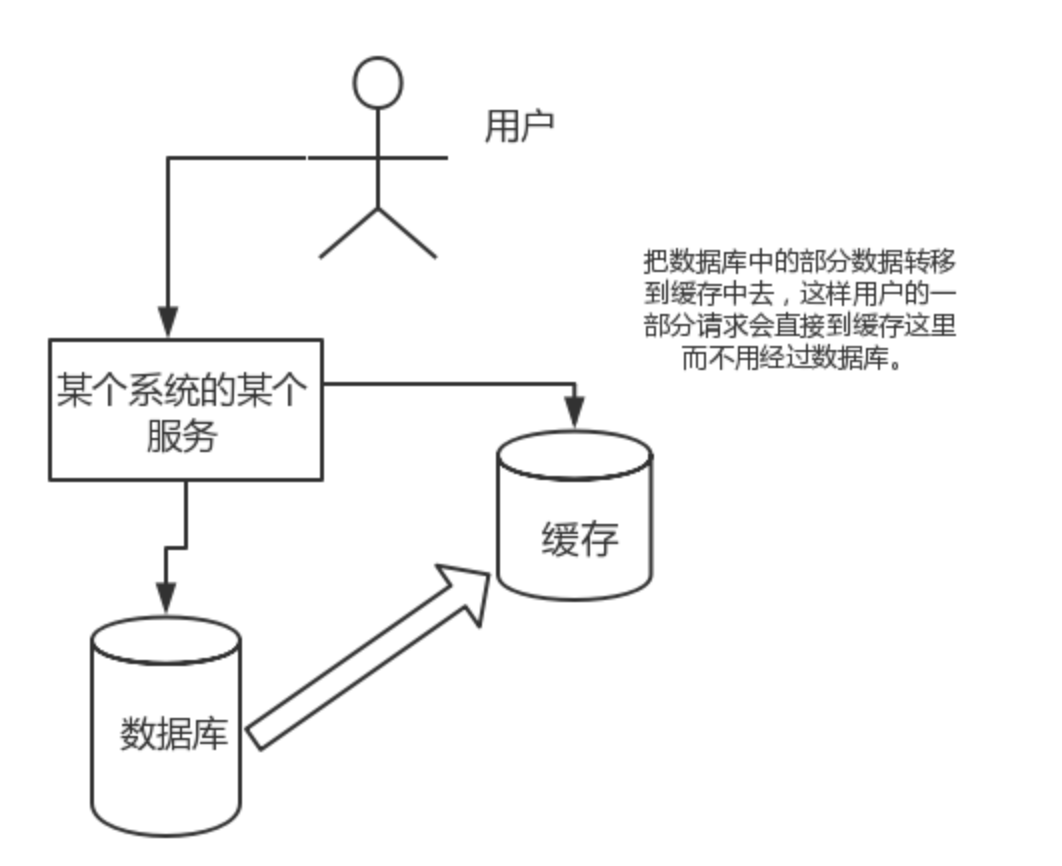 用户
把数据库中的部分数据转移
到缓存中去，这样用户的一
部分请求会直接到缓存这里
而不用经过数据库。
某个系统的某个
服务
缓存
数据库